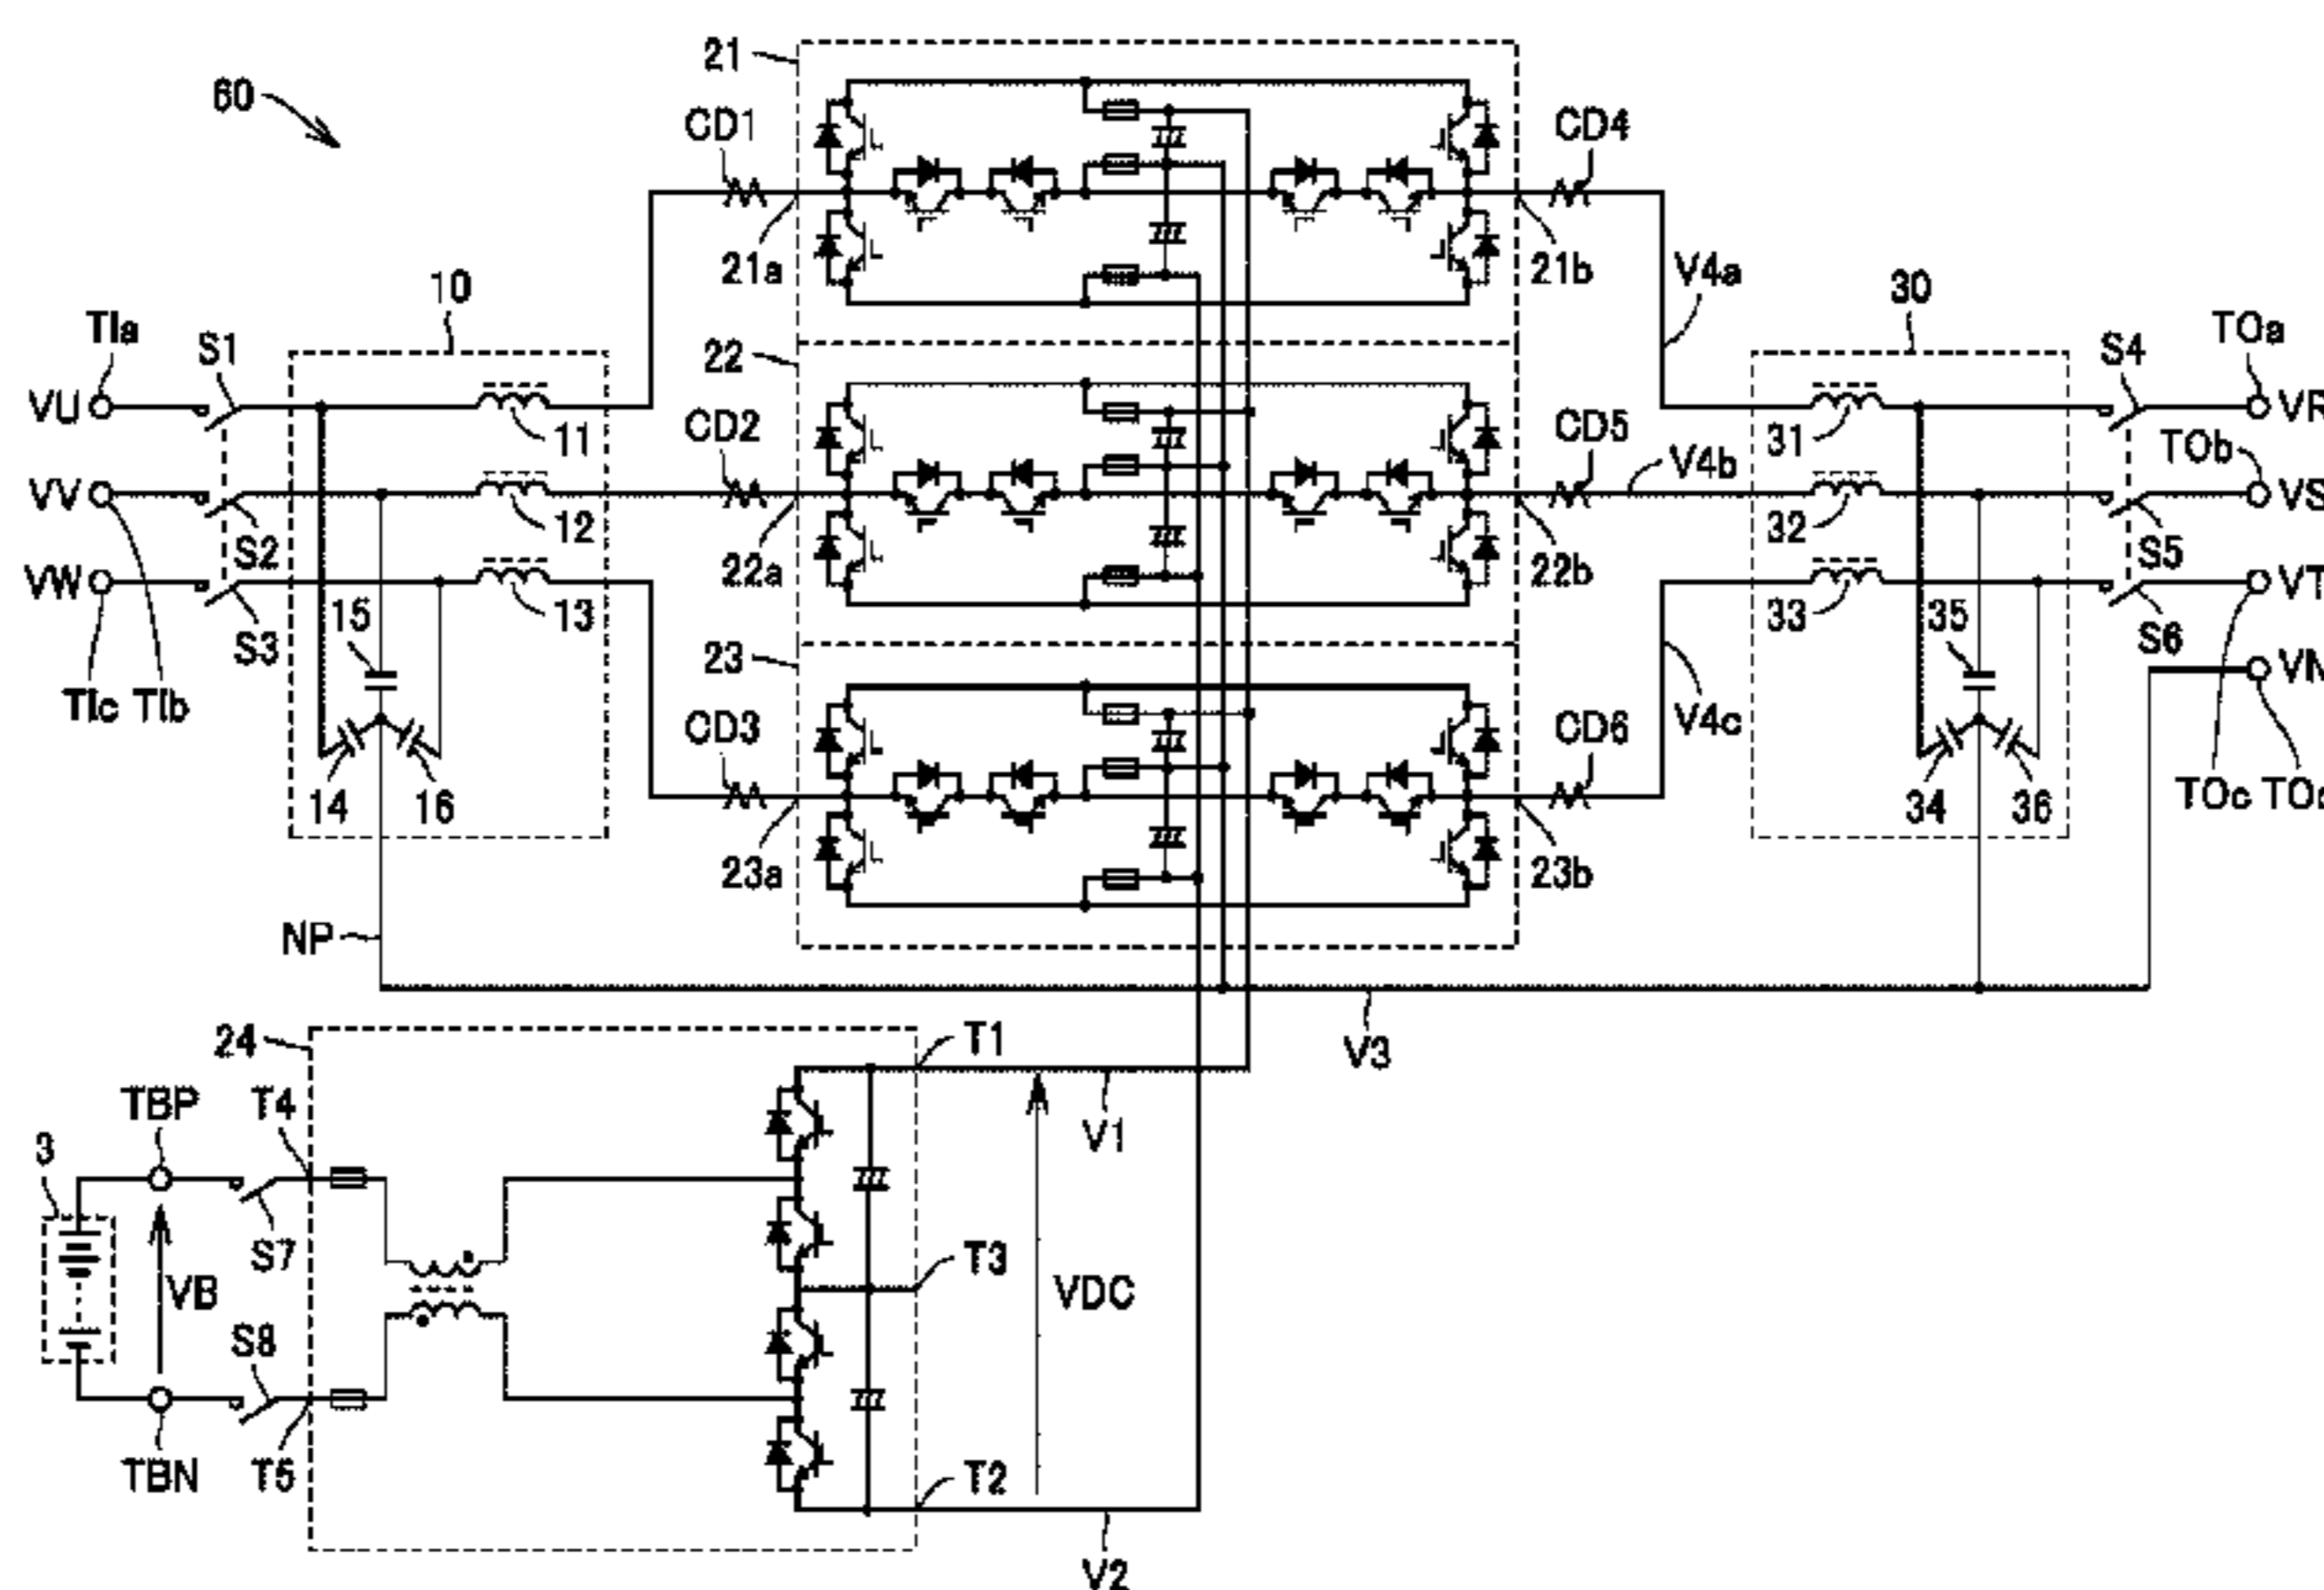 60
21
CD1
CD4
21a
21b
V4a
10
30
TIa
S1
22
S4
TOa
VU
11
CD2
CD5
31
VR
V4b
TOb
VV
12
32
VS
S2
22a
22b
S5
VW
15
13
33
35
VT
S3
23
S6
TIc TIb
CD3
CD6
V4c
14
16
34
36
TOc
23a
23b
NP
V3
24
T1
TBP
T4
V1
3
S7
T3
VB
VDC
S8
TBN
T5
T2
V2